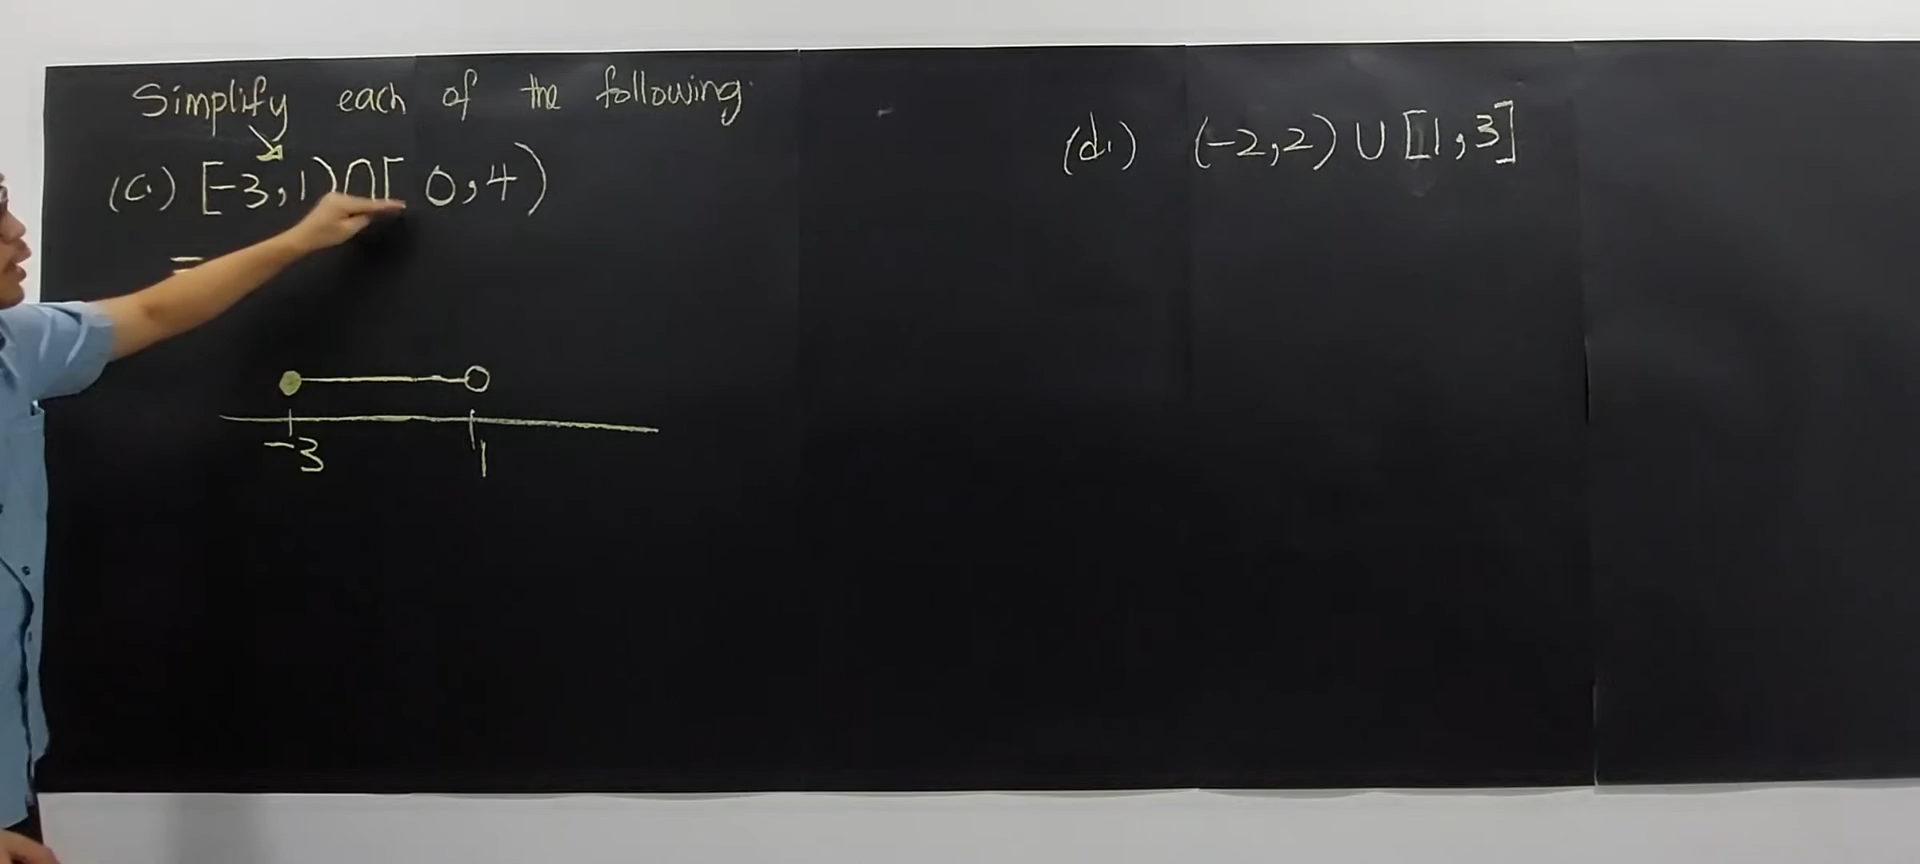 Simplify each of the following.
(c.) [-3,1)∩[0,4)
=
-3 1
(d.) (-2,2)∪[1,3]